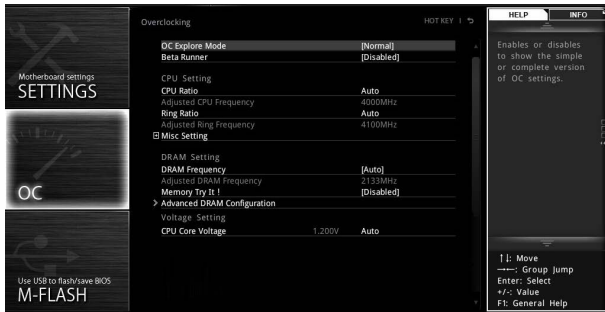 Motherboard settings
SETTINGS
OC
Use USB to flash/save BIOS
M-FLASH
Overclocking
HOT KEY |
OC Explore Mode [Normal]
Beta Runner [Disabled]
CPU Setting
CPU Ratio Auto
Adjusted CPU Frequency 4000MHz
Ring Ratio Auto
Adjusted Ring Frequency 4100MHz
Misc Setting
DRAM Setting
DRAM Frequency [Auto]
Adjusted DRAM Frequency 2133MHz
Memory Try It ! [Disabled]
> Advanced DRAM Configuration
Voltage Setting
CPU Core Voltage 1.200V Auto
HELP
INFO
Enables or disables
to show the simple
or complete version
of OC settings.
↑↓: Move
→←: Group Jump
Enter: Select
+/-: Value
F1: General Help